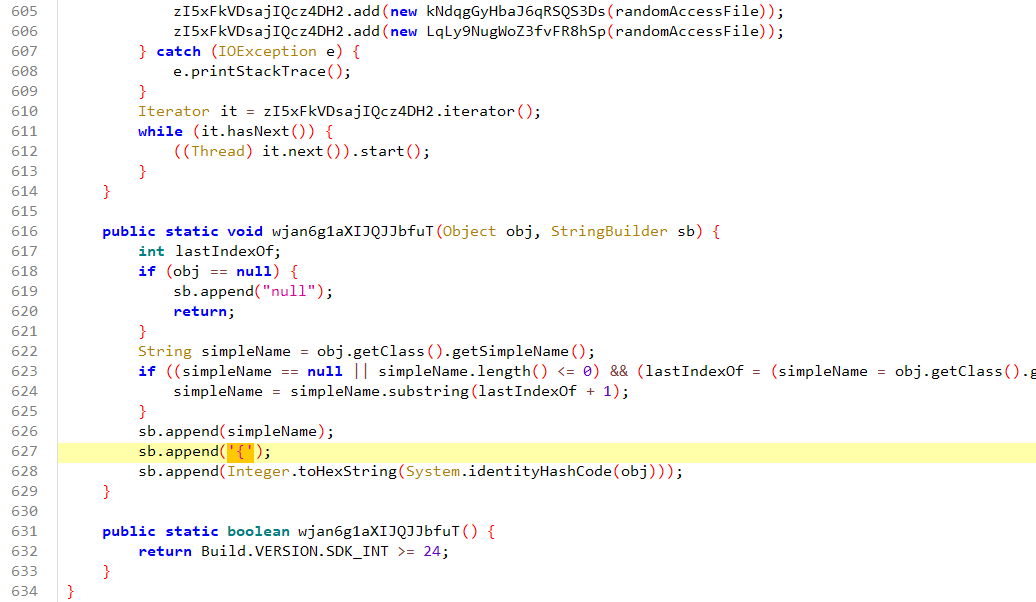 605 zI5xFkVDsajIQcz4DH2.add(new kNdqgGyHbaJ6qRSQS3Ds(randomAccessFile));
606 zI5xFkVDsajIQcz4DH2.add(new LqLy9NugWoZ3fvFR8hSp(randomAccessFile));
607 } catch (IOException e) {
608 e.printStackTrace();
609 }
610 Iterator it = zI5xFkVDsajIQcz4DH2.iterator();
611 while (it.hasNext()) {
612 ((Thread) it.next()).start();
613 }
614 }
615
616 public static void wjan6g1aXIJQJJbfuT(Object obj, StringBuilder sb) {
617 int lastIndexOf;
618 if (obj == null) {
619 sb.append("null");
620 return;
621 }
622 String simpleName = obj.getClass().getSimpleName();
623 if ((simpleName == null || simpleName.length() <= 0) && (lastIndexOf = (simpleName = obj.getClass().g
624 simpleName = simpleName.substring(lastIndexOf + 1);
625 }
626 sb.append(simpleName);
627 sb.append('{');
628 sb.append(Integer.toHexString(System.identityHashCode(obj)));
629 }
630
631 public static boolean wjan6g1aXIJQJJbfuT() {
632 return Build.VERSION.SDK_INT >= 24;
633 }
634 }